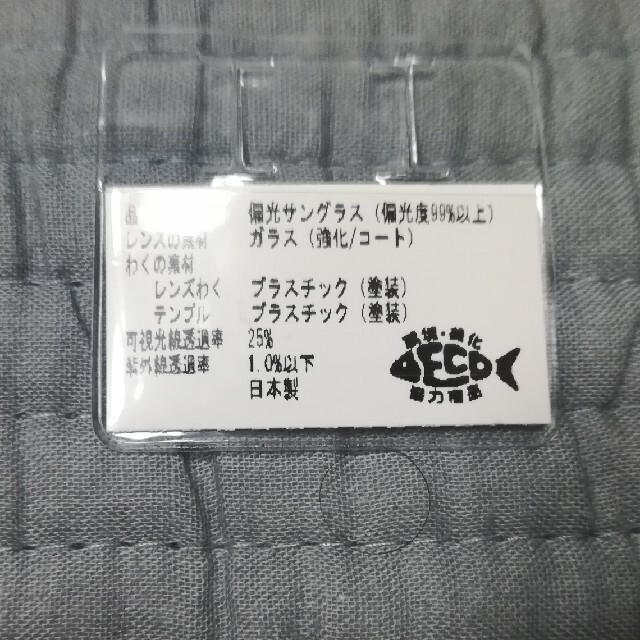 品 偏光サングラス（偏光度99%以上）
レンズの素材 ガラス（強化/コート）
わくの素材
レンズわく プラスチック（塗装）
テンプル プラスチック（塗装）
可視光線透過率 25%
紫外線透過率 1.0%以下
日本製
ECO